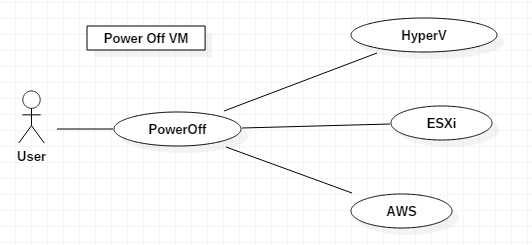 Power Off VM
HyperV
PowerOff
ESXi
User
AWS